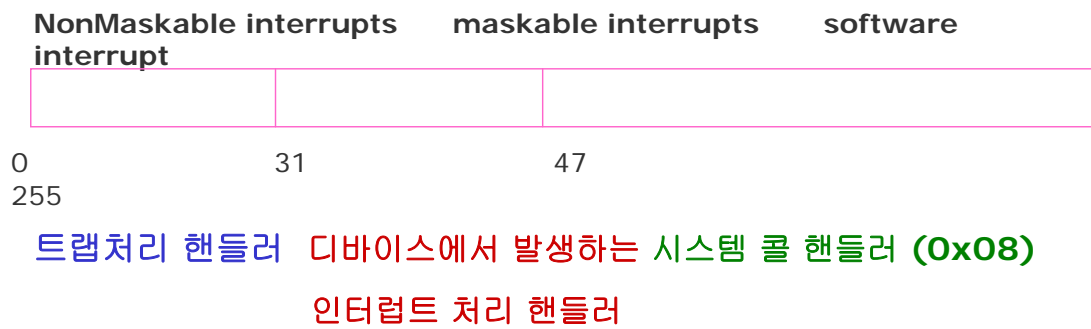 NonMaskable interrupts maskable interrupts software
interrupt
0 31 47
255
트랩처리 핸들러 디바이스에서 발생하는 시스템 콜 핸들러 (0x08)
인터럽트 처리 핸들러